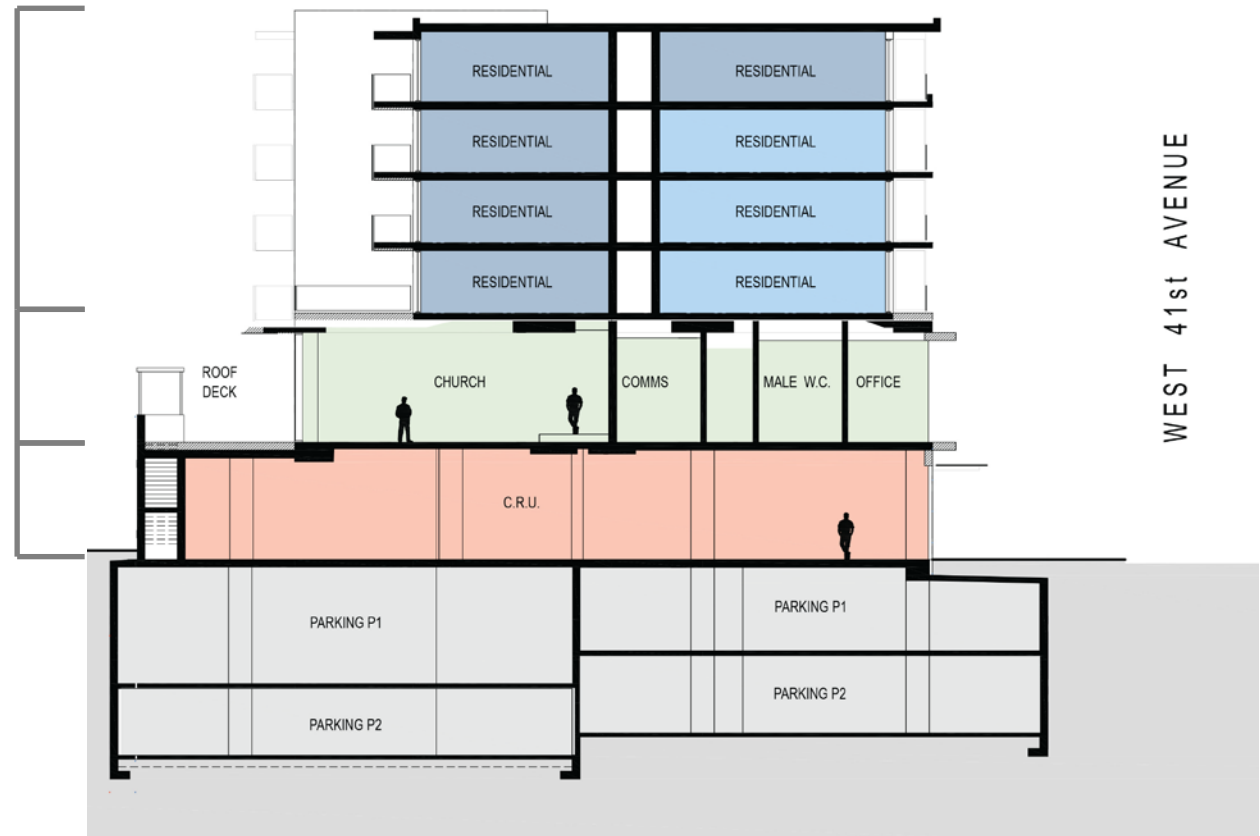 RESIDENTIAL
RESIDENTIAL
RESIDENTIAL
RESIDENTIAL
RESIDENTIAL
RESIDENTIAL
RESIDENTIAL
RESIDENTIAL
ROOF
DECK
CHURCH
COMMS
MALE W.C.
OFFICE
C.R.U.
PARKING P1
PARKING P1
PARKING P2
PARKING P2
WEST 41st AVENUE